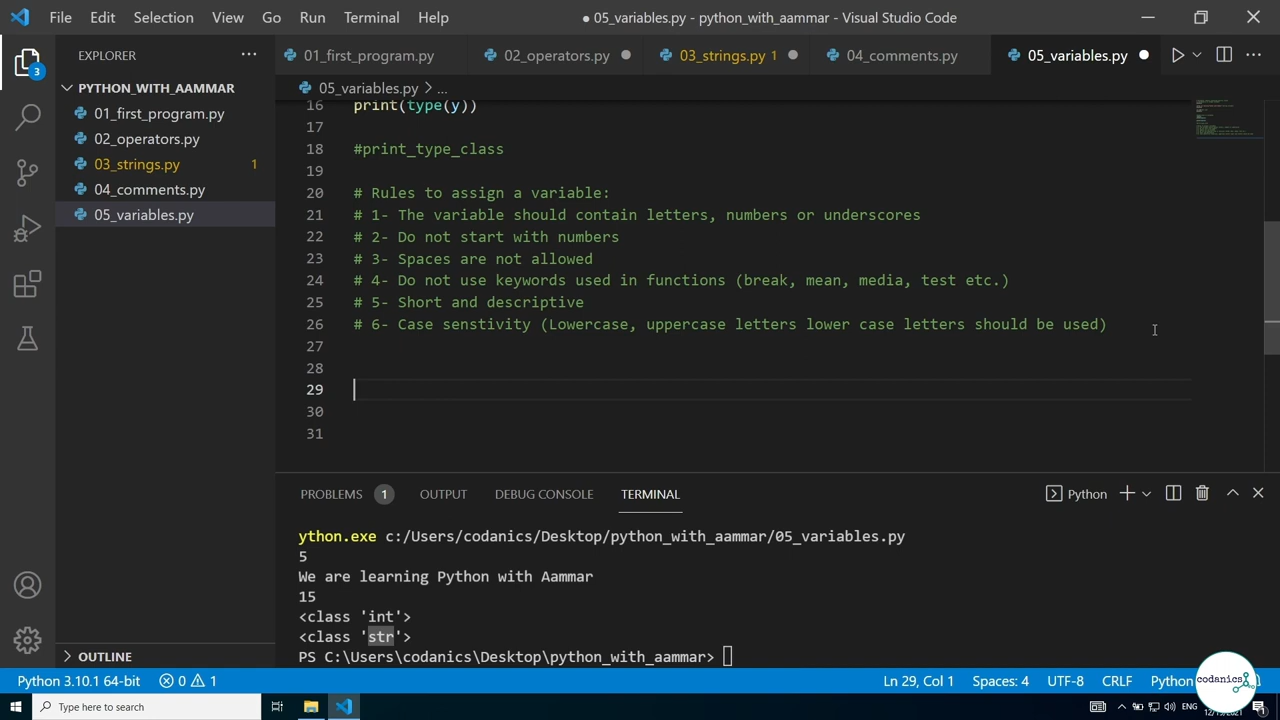 File Edit Selection View Go Run Terminal Help
● 05_variables.py - python_with_aammar - Visual Studio Code
EXPLORER
01_first_program.py 02_operators.py 03_strings.py 1 04_comments.py 05_variables.py
PYTHON_WITH_AAMMAR
01_first_program.py
02_operators.py
03_strings.py 1
04_comments.py
05_variables.py
3
05_variables.py > ...
16 print(type(y))
17
18 #print_type_class
19
20 # Rules to assign a variable:
21 # 1- The variable should contain letters, numbers or underscores
22 # 2- Do not start with numbers
23 # 3- Spaces are not allowed
24 # 4- Do not use keywords used in functions (break, mean, media, test etc.)
25 # 5- Short and descriptive
26 # 6- Case senstivity (Lowercase, uppercase letters lower case letters should be used)
27
28
29
30
31
PROBLEMS 1 OUTPUT DEBUG CONSOLE TERMINAL
Python
ython.exe c:/Users/codanics/Desktop/python_with_aammar/05_variables.py
5
We are learning Python with Aammar
15
<class 'int'>
<class 'str'>
PS C:\Users\codanics\Desktop\python_with_aammar>
OUTLINE
Python 3.10.1 64-bit 0 1 Ln 29, Col 1 Spaces: 4 UTF-8 CRLF Python
codanics
Type here to search
ENG